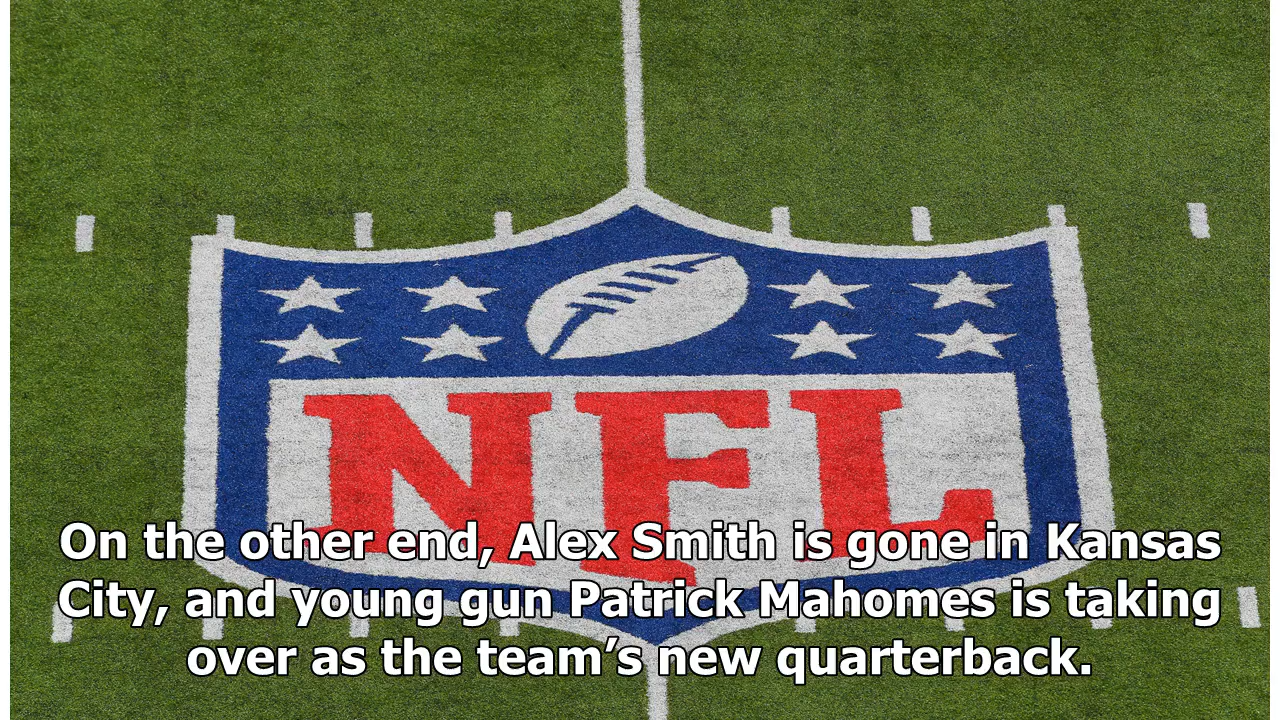 NFL
On the other end, Alex Smith is gone in Kansas
City, and young gun Patrick Mahomes is taking
over as the team’s new quarterback.